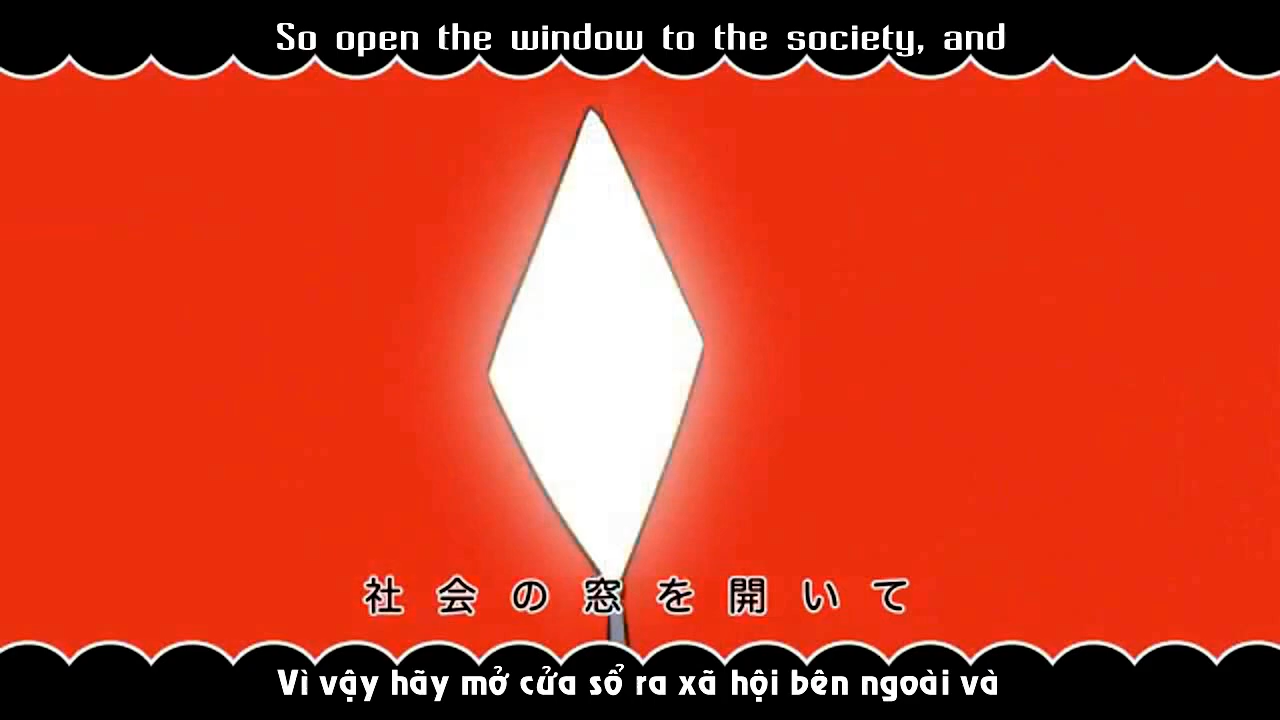 So open the window to the society, and
社会の窓を開いて
Vì vậy hãy mở cửa sổ ra xã hội bên ngoài và